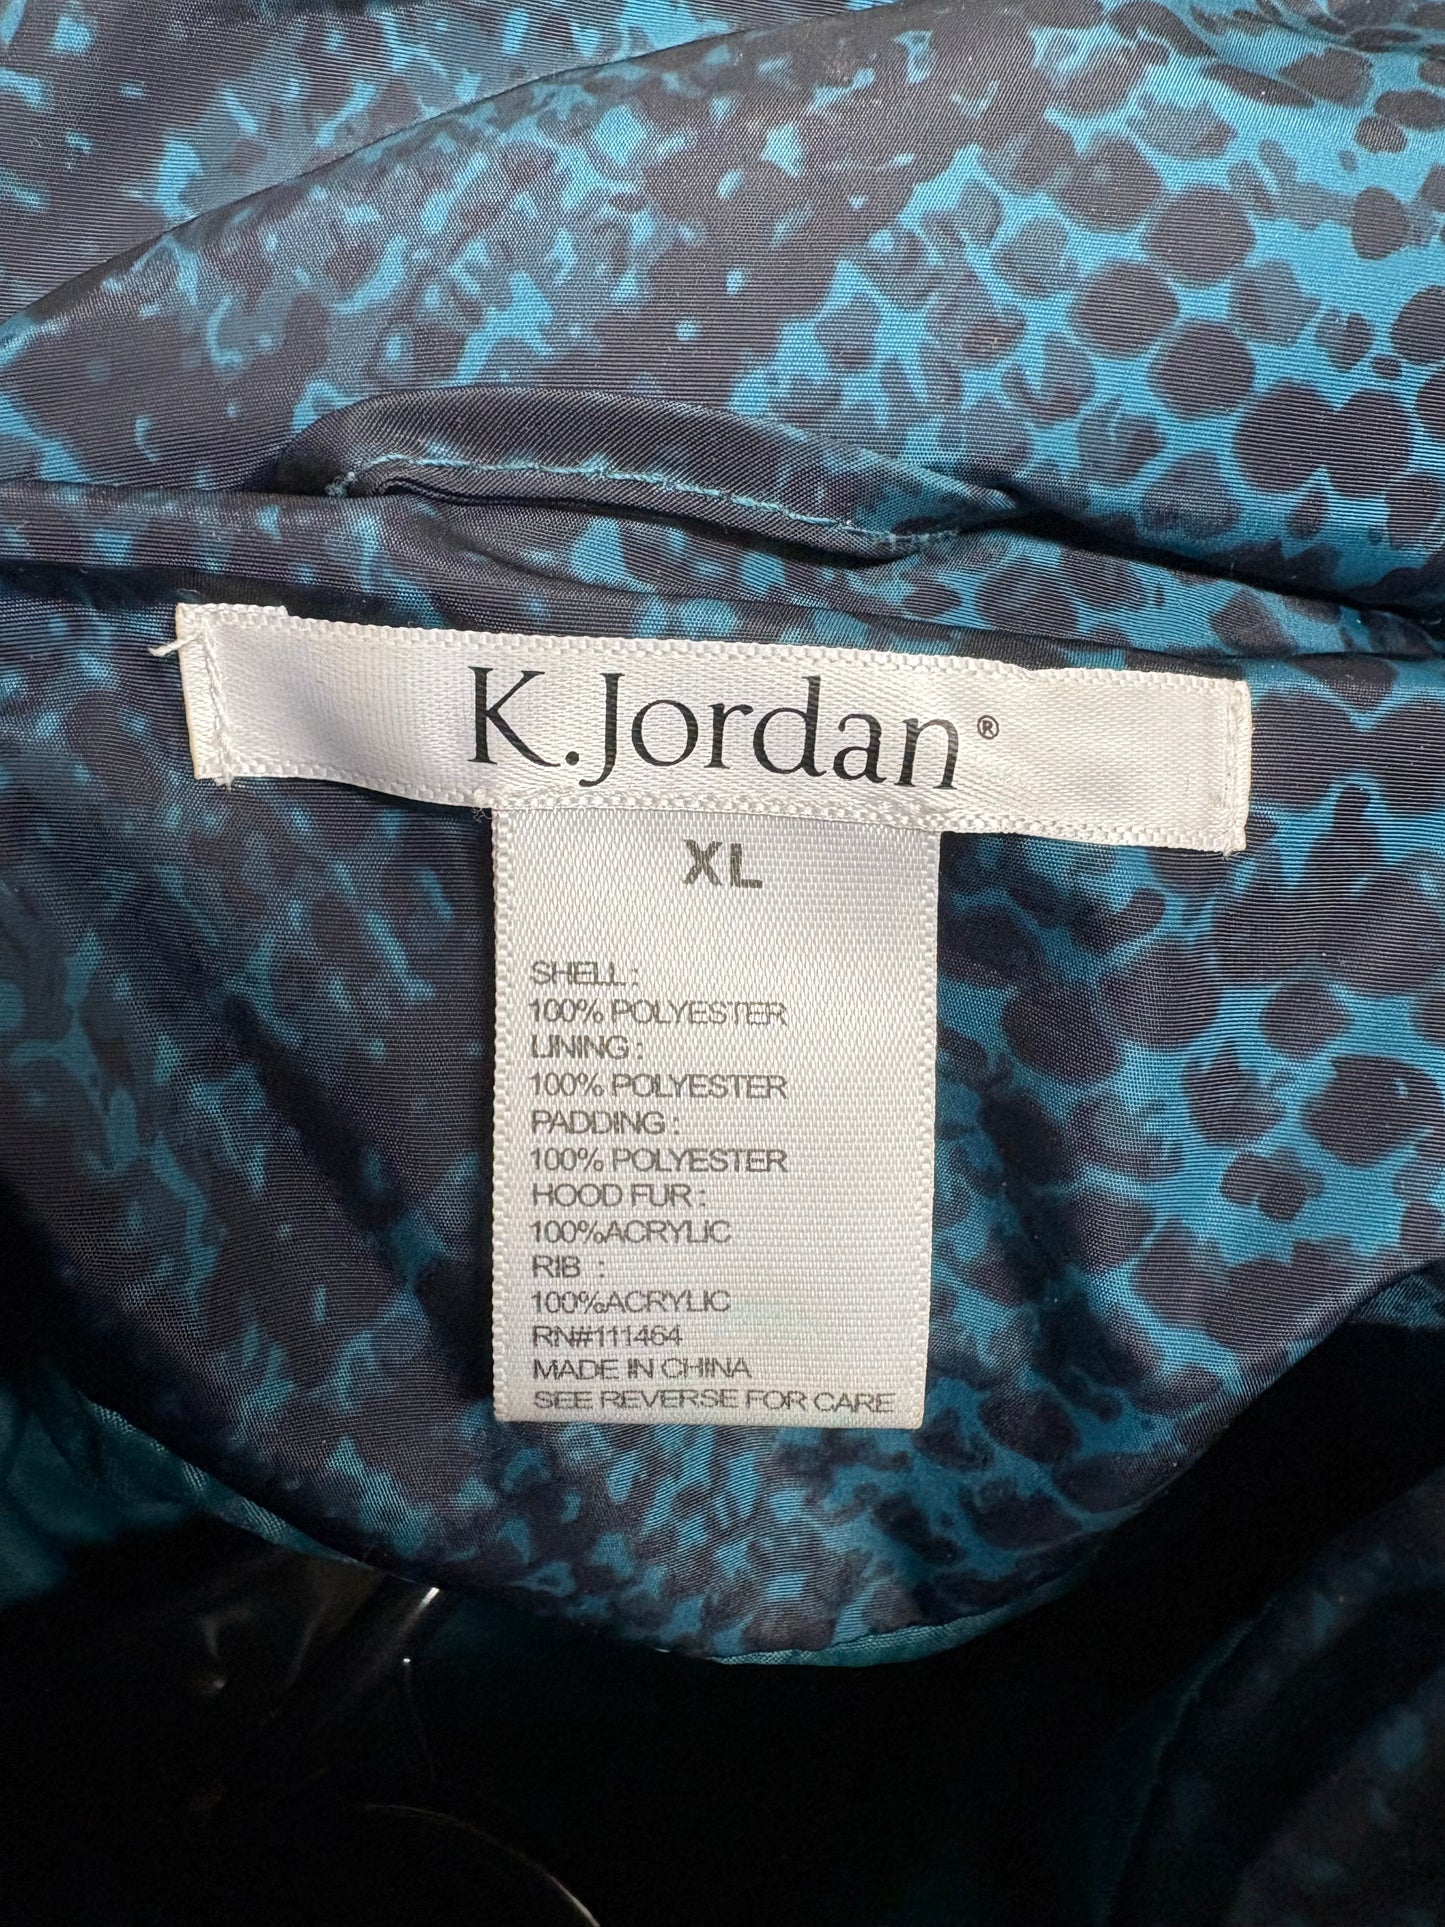 K.Jordan®
XL
SHELL :
100% POLYESTER
LINING :
100% POLYESTER
PADDING :
100% POLYESTER
HOOD FUR :
100%ACRYLIC
RIB :
100%ACRYLIC
RN#111464
MADE IN CHINA
SEE REVERSE FOR CARE